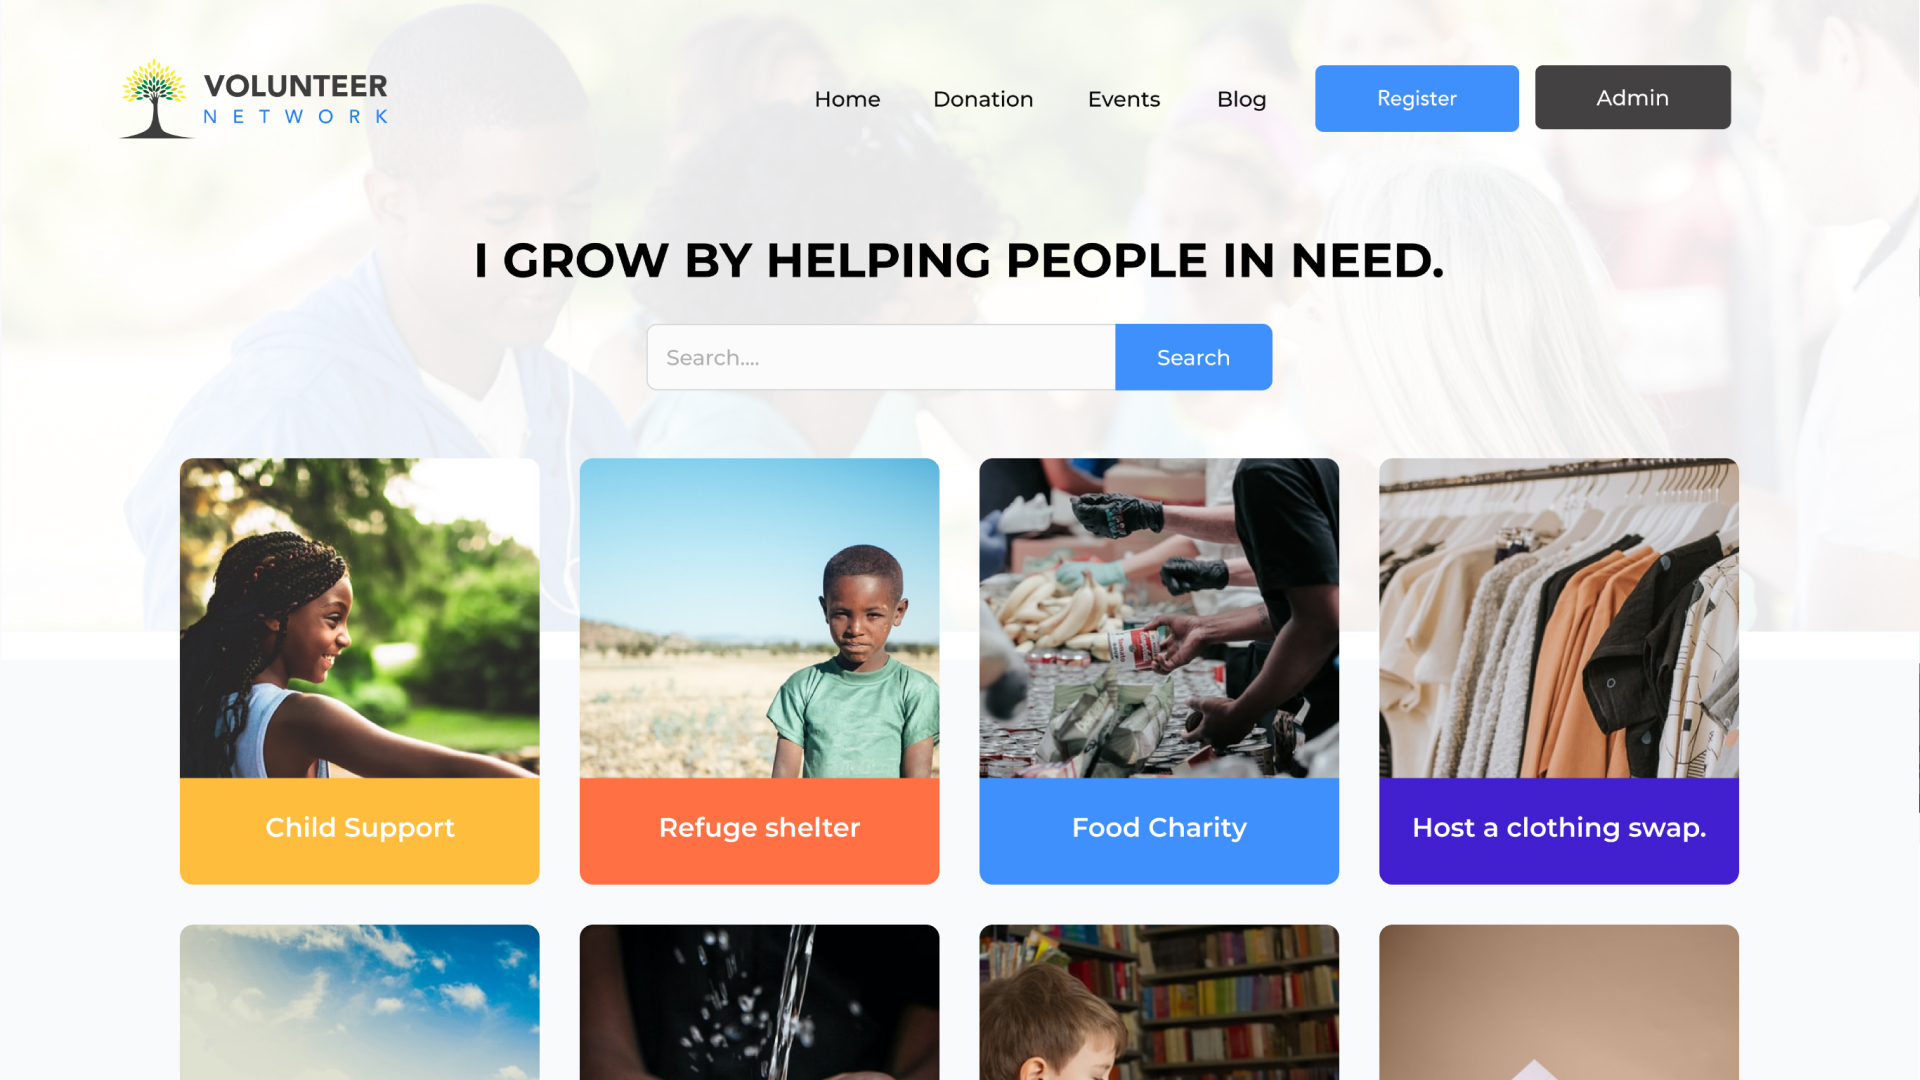 VOLUNTEER
NETWORK
Home Donation Events Blog Register Admin
I GROW BY HELPING PEOPLE IN NEED.
Search.... Search
Child Support
Refuge shelter
Food Charity
Host a clothing swap.